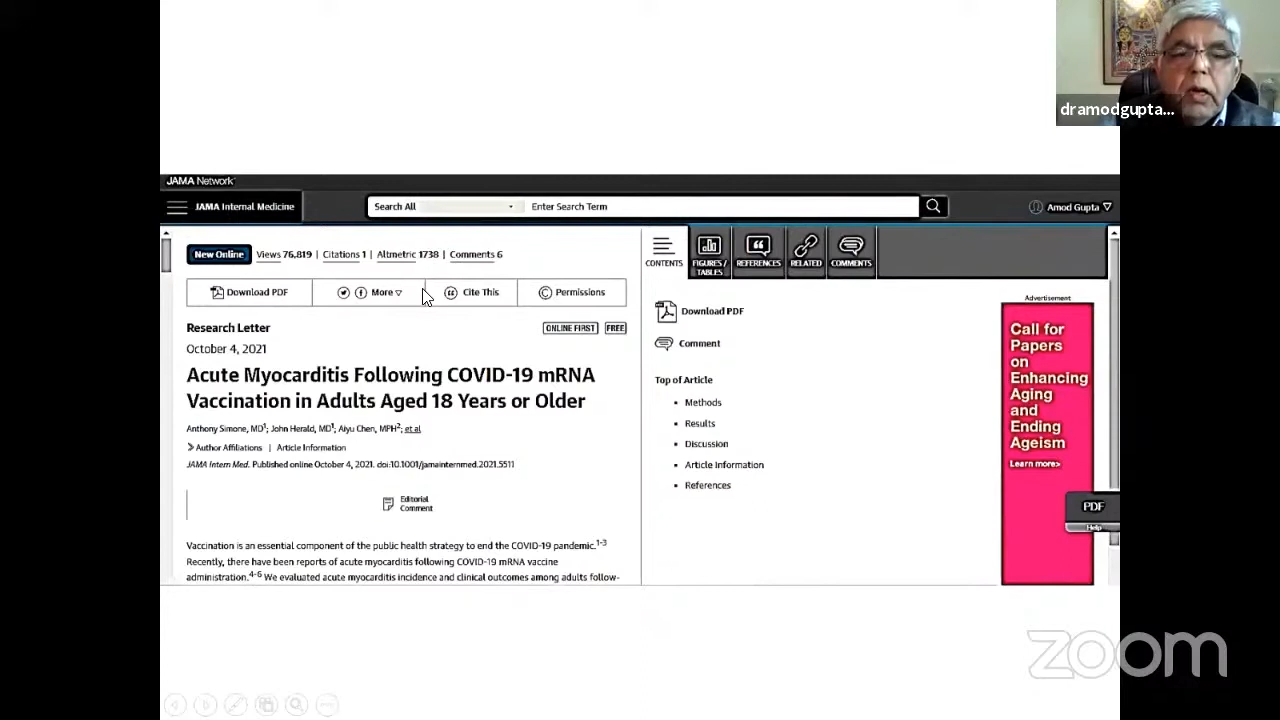 dramodgupta...
JAMA Network
JAMA Internal Medicine
Search All
Enter Search Term
Amod Gupta
New Online
Views 76,819 | Citations 1 | Altmetric 1738 | Comments 6
Download PDF
More
Cite This
Permissions
Research Letter
ONLINE FIRST
FREE
October 4, 2021
Acute Myocarditis Following COVID-19 mRNA
Vaccination in Adults Aged 18 Years or Older
Anthony Simone, MD1; John Herald, MD1; Aiyu Chen, MPH2; et al
Author Affiliations | Article Information
JAMA Intern Med. Published online October 4, 2021. doi:10.1001/jamainternmed.2021.5511
Editorial
Comment
Vaccination is an essential component of the public health strategy to end the COVID-19 pandemic.1-3
Recently, there have been reports of acute myocarditis following COVID-19 mRNA vaccine
administration.4-6 We evaluated acute myocarditis incidence and clinical outcomes among adults follow-
CONTENTS
FIGURES /
TABLES
REFERENCES
RELATED
COMMENTS
Download PDF
Comment
Top of Article
• Methods
• Results
• Discussion
• Article Information
• References
Advertisement
Call for
Papers
on
Enhancing
Aging
and
Ending
Ageism
Learn more>
PDF
Help
zoom